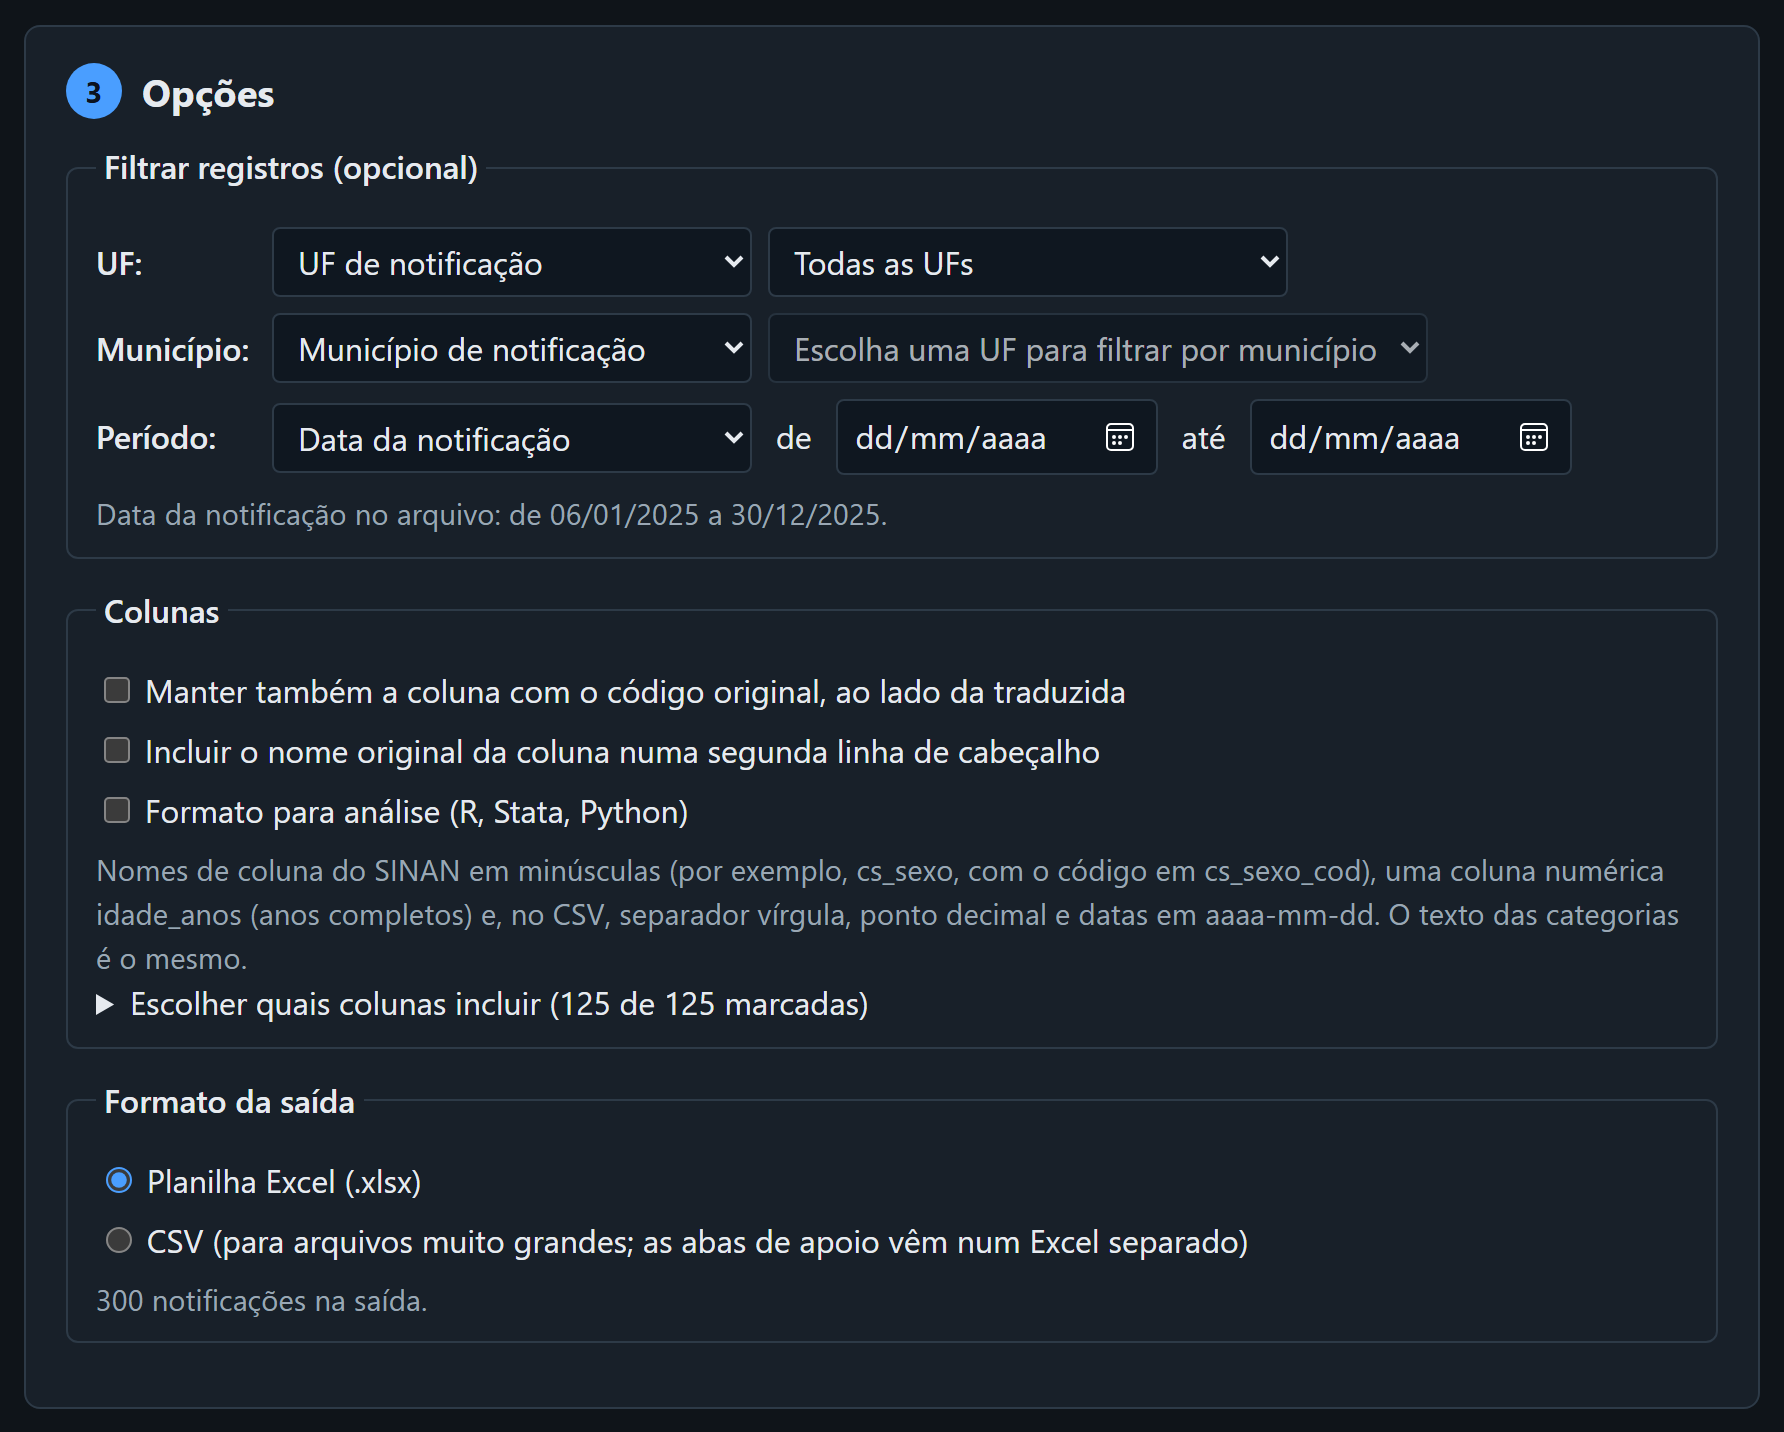 3 Opções
Filtrar registros (opcional)
UF: UF de notificação Todas as UFs
Município: Município de notificação Escolha uma UF para filtrar por município
Período: Data da notificação de dd/mm/aaaa até dd/mm/aaaa
Data da notificação no arquivo: de 06/01/2025 a 30/12/2025.
Colunas
Manter também a coluna com o código original, ao lado da traduzida
Incluir o nome original da coluna numa segunda linha de cabeçalho
Formato para análise (R, Stata, Python)
Nomes de coluna do SINAN em minúsculas (por exemplo, cs_sexo, com o código em cs_sexo_cod), uma coluna numérica
idade_anos (anos completos) e, no CSV, separador vírgula, ponto decimal e datas em aaaa-mm-dd. O texto das categorias
é o mesmo.
Escolher quais colunas incluir (125 de 125 marcadas)
Formato da saída
Planilha Excel (.xlsx)
CSV (para arquivos muito grandes; as abas de apoio vêm num Excel separado)
300 notificações na saída.